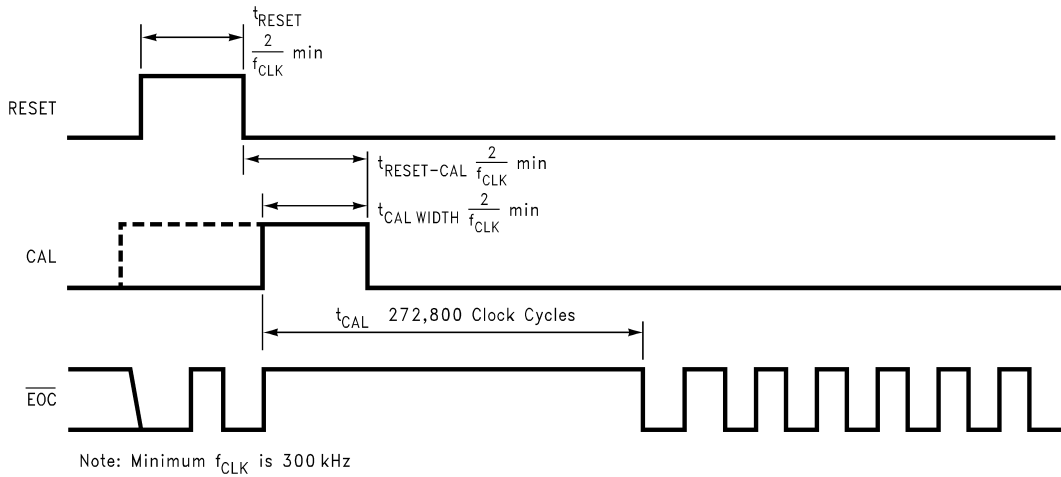 tRESET
2/fCLK min
RESET
tRESET-CAL 2/fCLK min
tCAL WIDTH 2/fCLK min
CAL
tCAL 272,800 Clock Cycles
EOC
Note: Minimum fCLK is 300 kHz